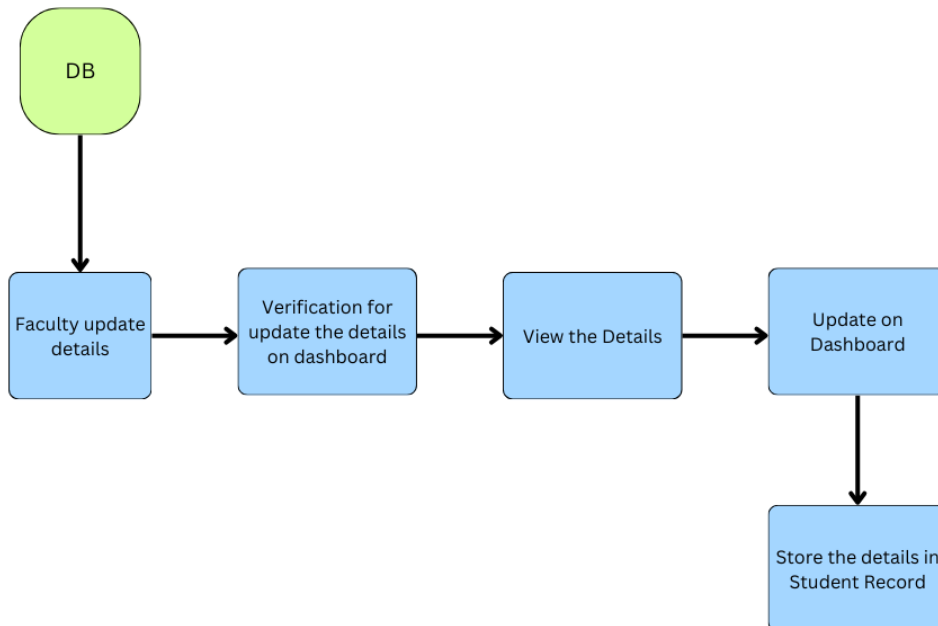 DB
Faculty update
details
Verification for
update the details
on dashboard
View the Details
Update on
Dashboard
Store the details in
Student Record